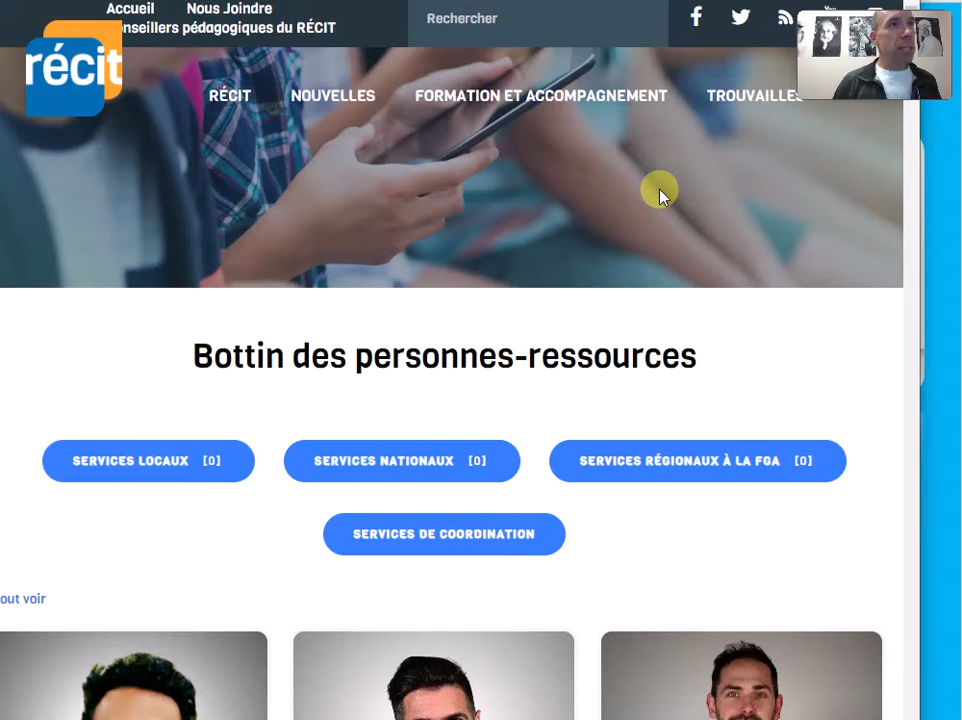 Accueil Nous Joindre
onseillers pédagogiques du RÉCIT
Rechercher
récit
RÉCIT NOUVELLES FORMATION ET ACCOMPAGNEMENT TROUVAILLES
Bottin des personnes-ressources
SERVICES LOCAUX [0] SERVICES NATIONAUX [0] SERVICES RÉGIONAUX À LA FGA [0]
SERVICES DE COORDINATION
out voir